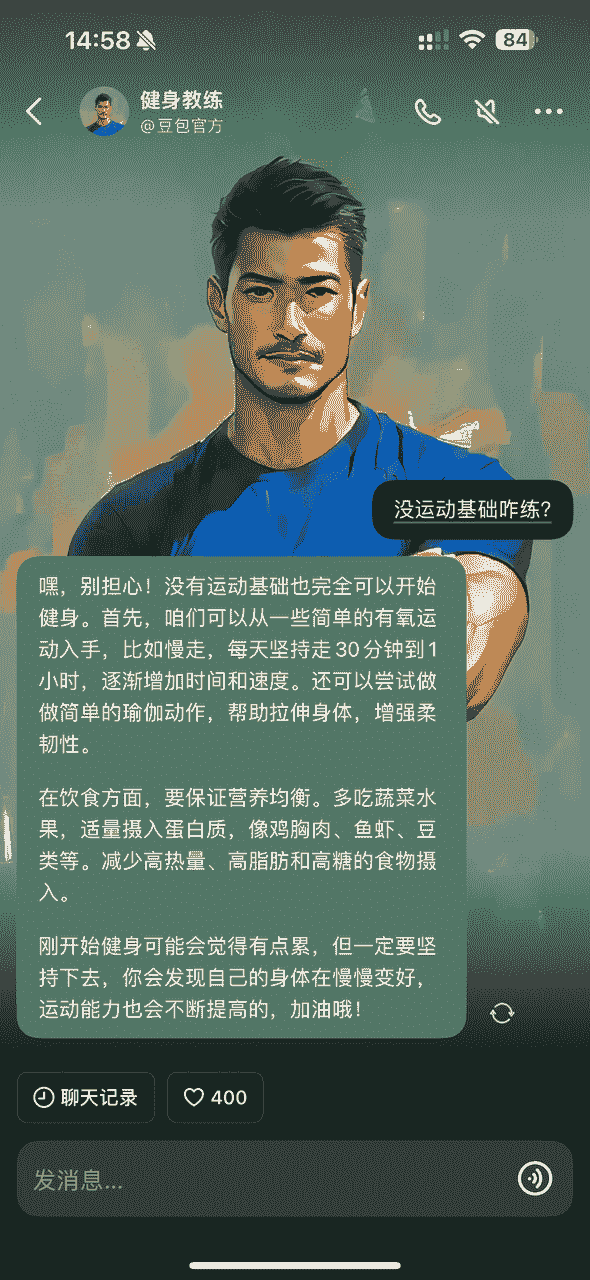 14:58
84
健身教练
@豆包官方
没运动基础咋练?
嘿，别担心！没有运动基础也完全可以开始
健身。首先，咱们可以从一些简单的有氧运
动入手，比如慢走，每天坚持走30分钟到1
小时，逐渐增加时间和速度。还可以尝试做
做简单的瑜伽动作，帮助拉伸身体，增强柔
韧性。
在饮食方面，要保证营养均衡。多吃蔬菜水
果，适量摄入蛋白质，像鸡胸肉、鱼虾、豆
类等。减少高热量、高脂肪和高糖的食物摄
入。
刚开始健身可能会觉得有点累，但一定要坚
持下去，你会发现自己的身体在慢慢变好，
运动能力也会不断提高的，加油哦！
聊天记录
400
发消息...